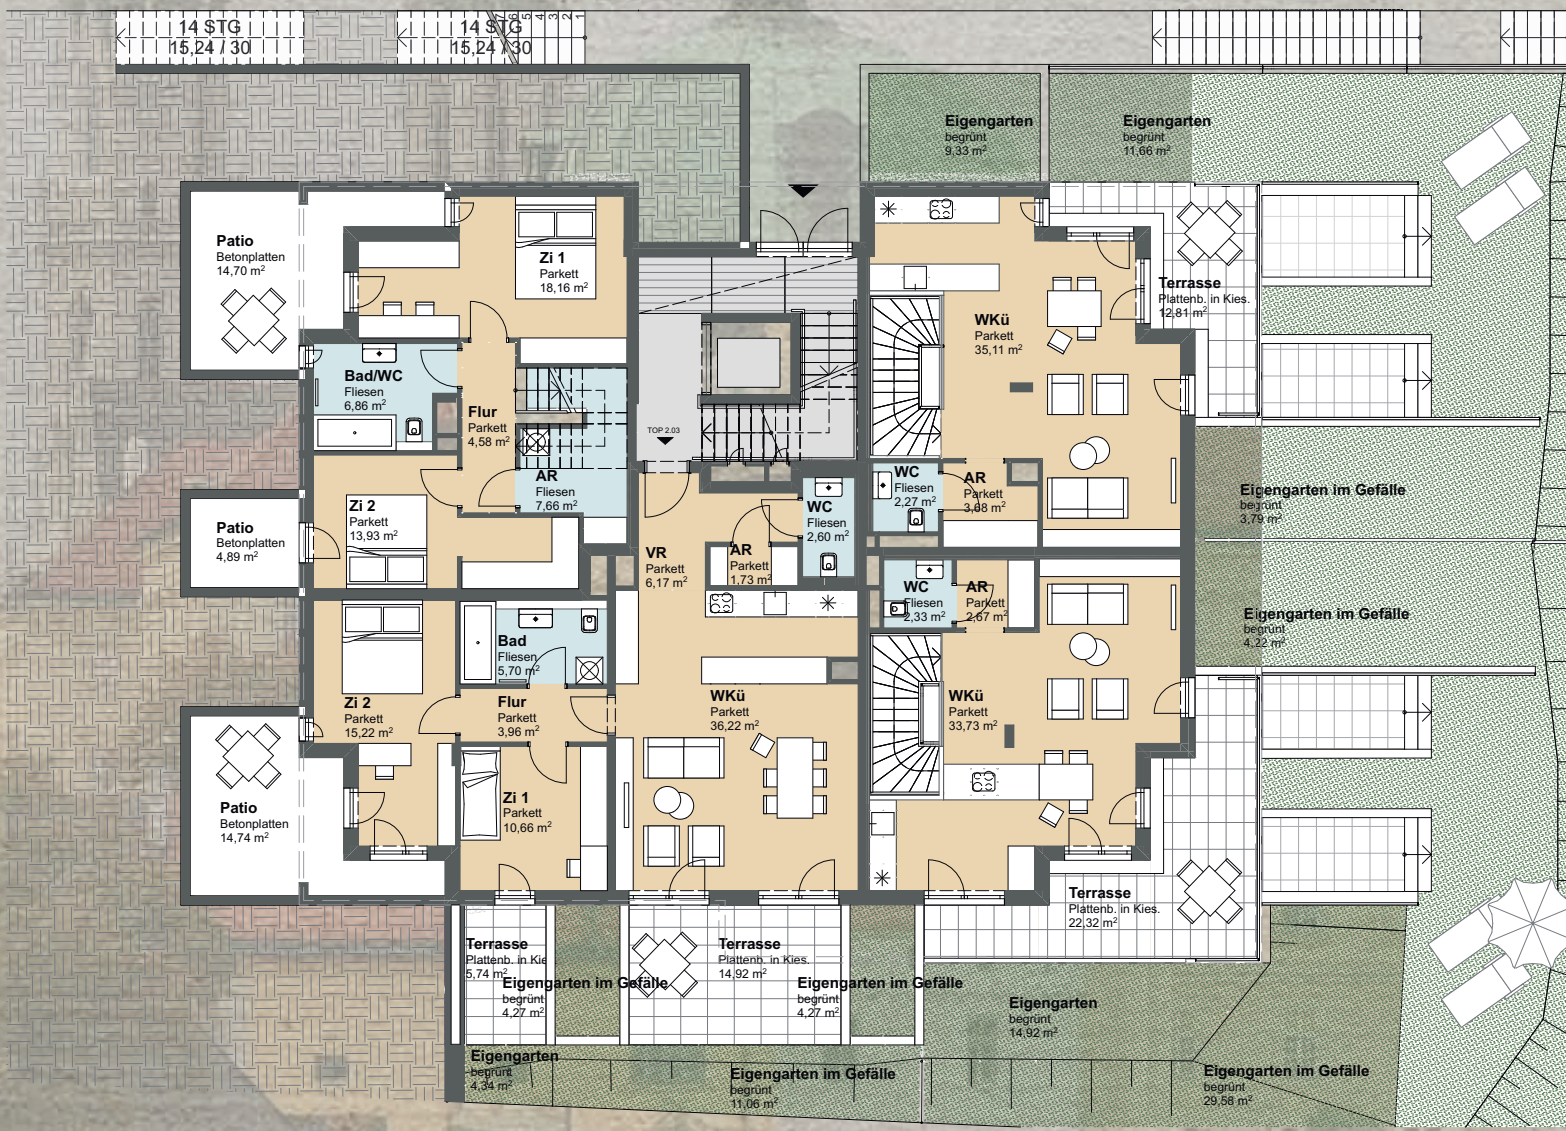 14 STG
15,24 / 30
14 STG
15,24 / 30
6
5
4
3
2
1
Eigengarten
begrünt
9,33 m²
Eigengarten
begrünt
11,66 m²
Patio
Betonplatten
14,70 m²
Zi 1
Parkett
18,16 m²
Terrasse
Plattenb. in Kies.
12,81 m²
WKü
Parkett
35,11 m²
Bad/WC
Fliesen
6,86 m²
Flur
Parkett
4,58 m²
TOP 2.03
AR
Fliesen
7,66 m²
WC
Fliesen
2,27 m²
AR
Parkett
3,68 m²
Eigengarten im Gefälle
begrünt
3,79 m²
Zi 2
Parkett
13,93 m²
WC
Fliesen
2,60 m²
Patio
Betonplatten
4,89 m²
VR
Parkett
6,17 m²
AR
Parkett
1,73 m²
WC
Fliesen
2,33 m²
AR
Parkett
2,67 m²
Eigengarten im Gefälle
begrünt
4,22 m²
Bad
Fliesen
5,70 m²
Zi 2
Parkett
15,22 m²
Flur
Parkett
3,96 m²
WKü
Parkett
36,22 m²
WKü
Parkett
33,73 m²
Patio
Betonplatten
14,74 m²
Zi 1
Parkett
10,66 m²
Terrasse
Plattenb. in Kies.
22,32 m²
Terrasse
Plattenb. in Kie
5,74 m²
Terrasse
Plattenb. in Kies.
14,92 m²
Eigengarten im Gefälle
begrünt
4,27 m²
Eigengarten im Gefälle
begrünt
4,27 m²
Eigengarten
begrünt
14,92 m²
Eigengarten
begrünt
4,34 m²
Eigengarten im Gefälle
begrünt
11,06 m²
Eigengarten im Gefälle
begrünt
29,58 m²